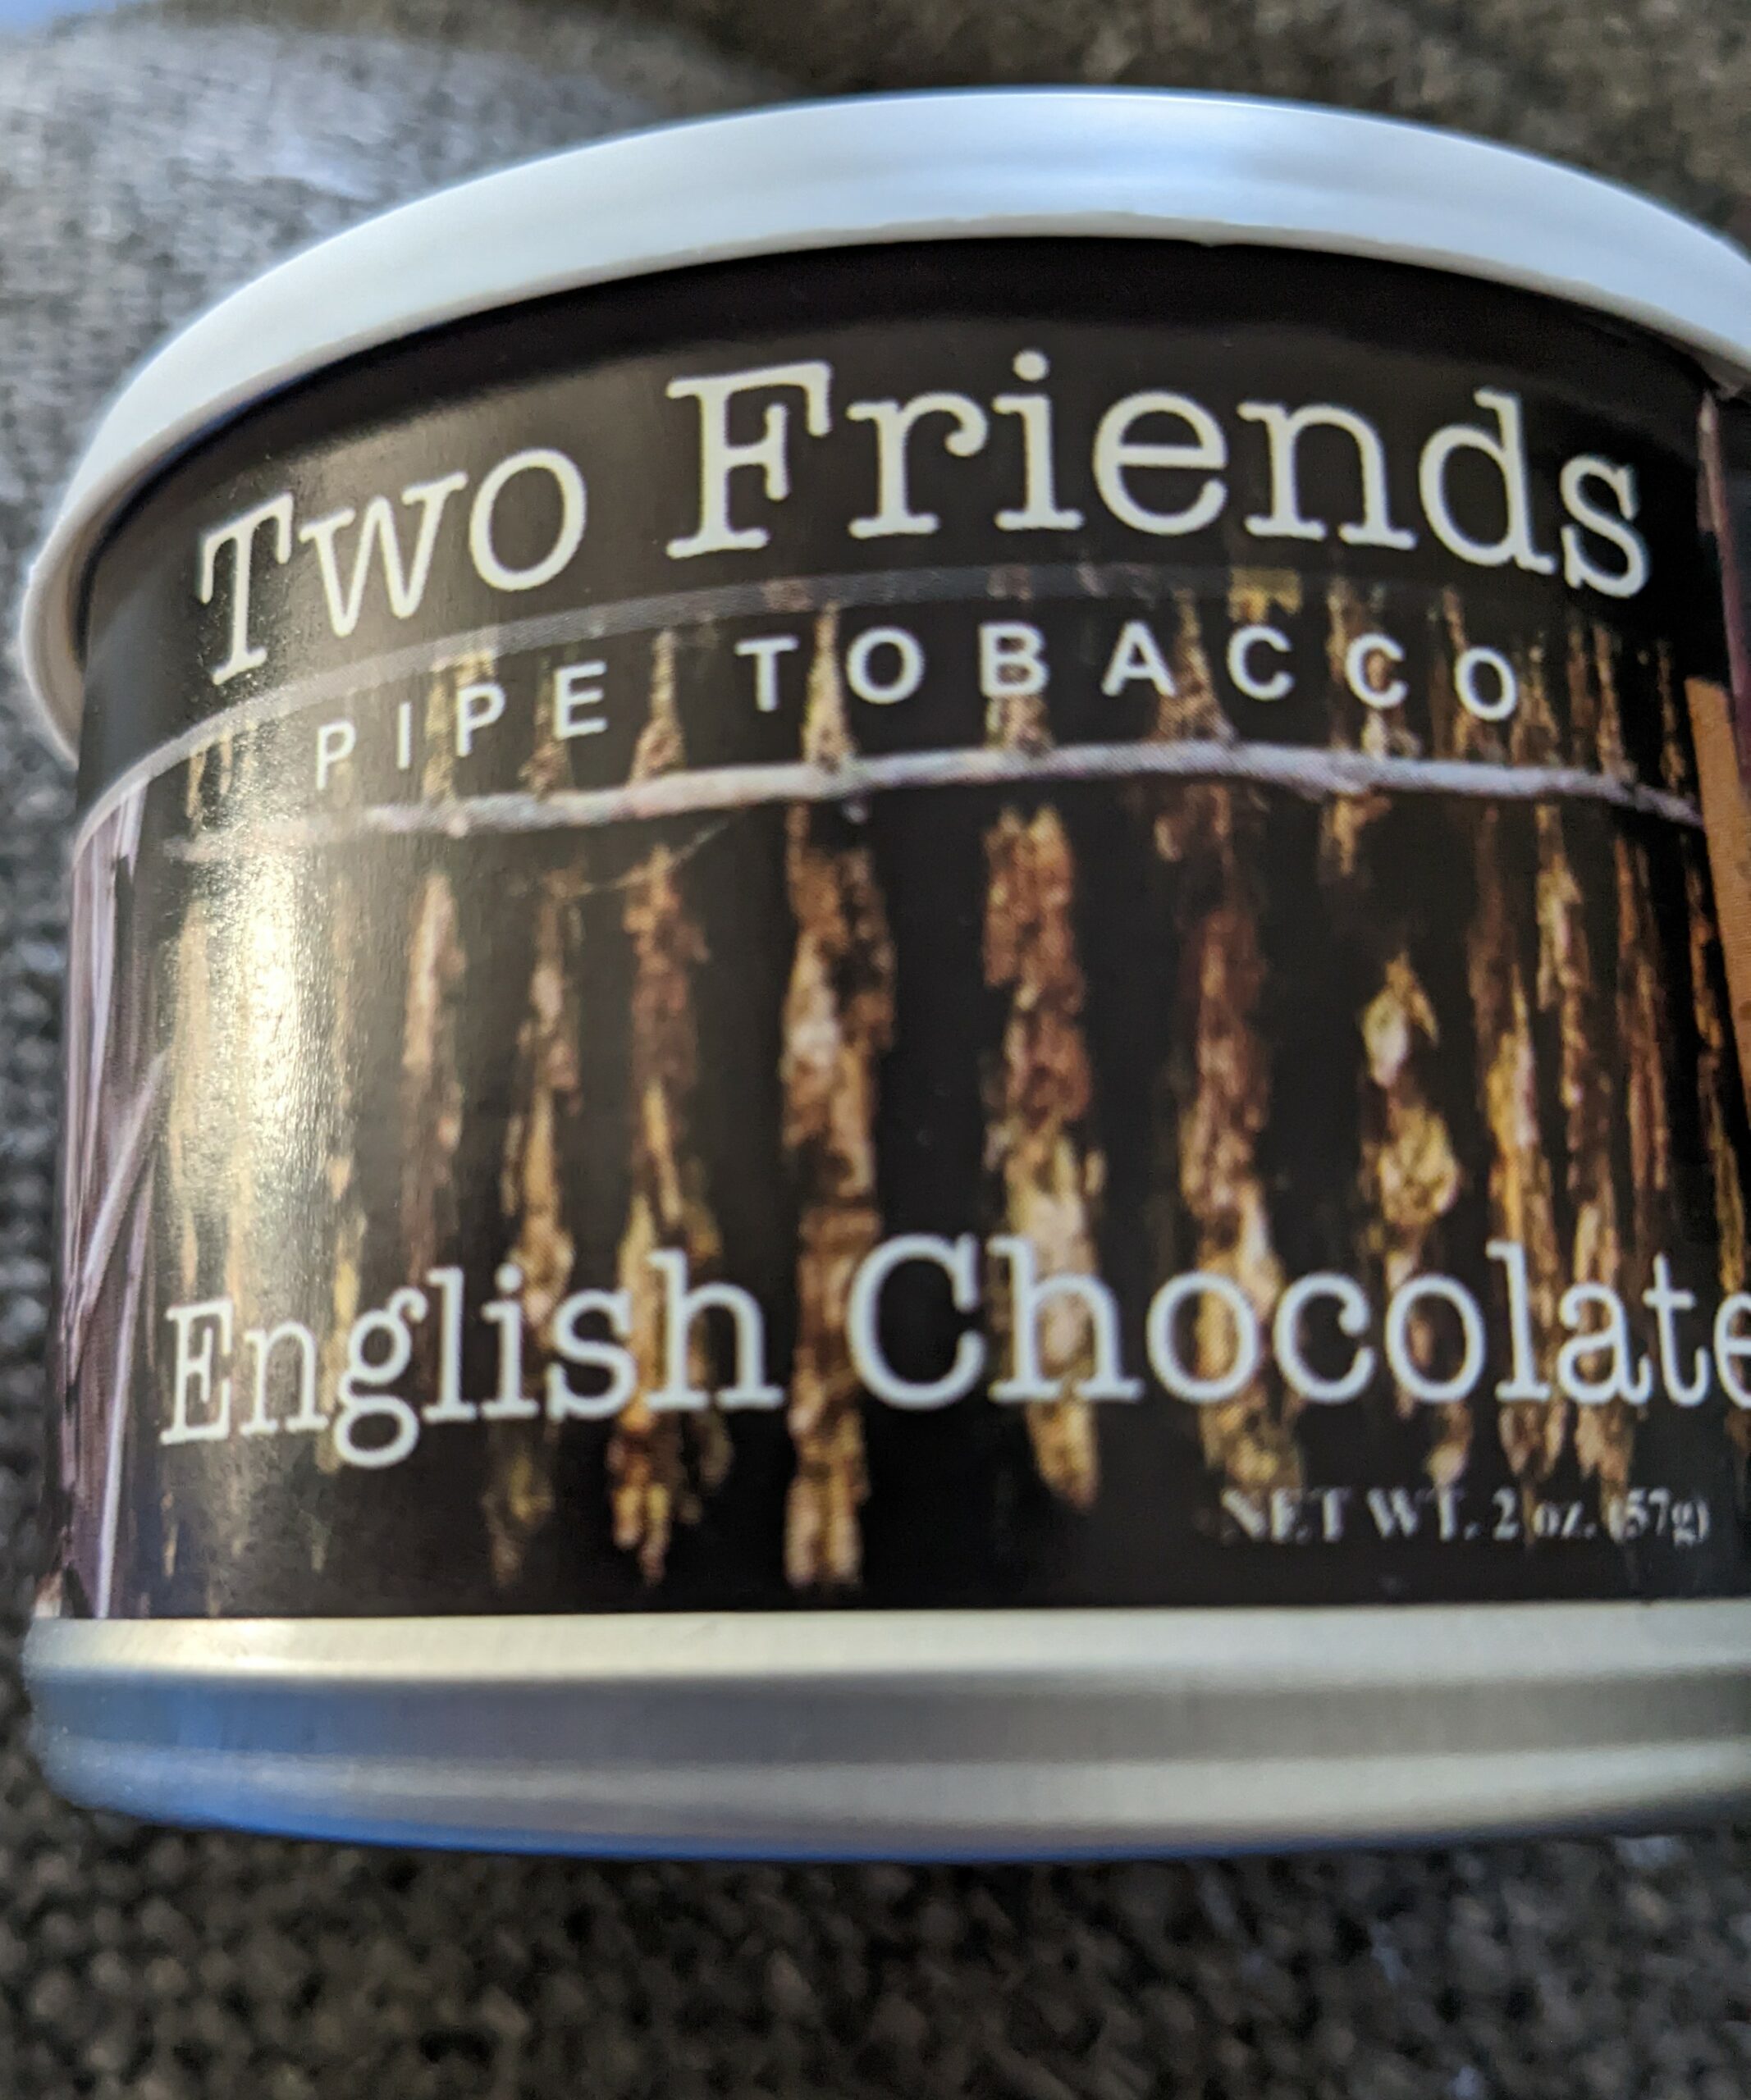 Two Friends
PIPE TOBACCO
English Chocolate
NET WT. 2 oz. (57g)